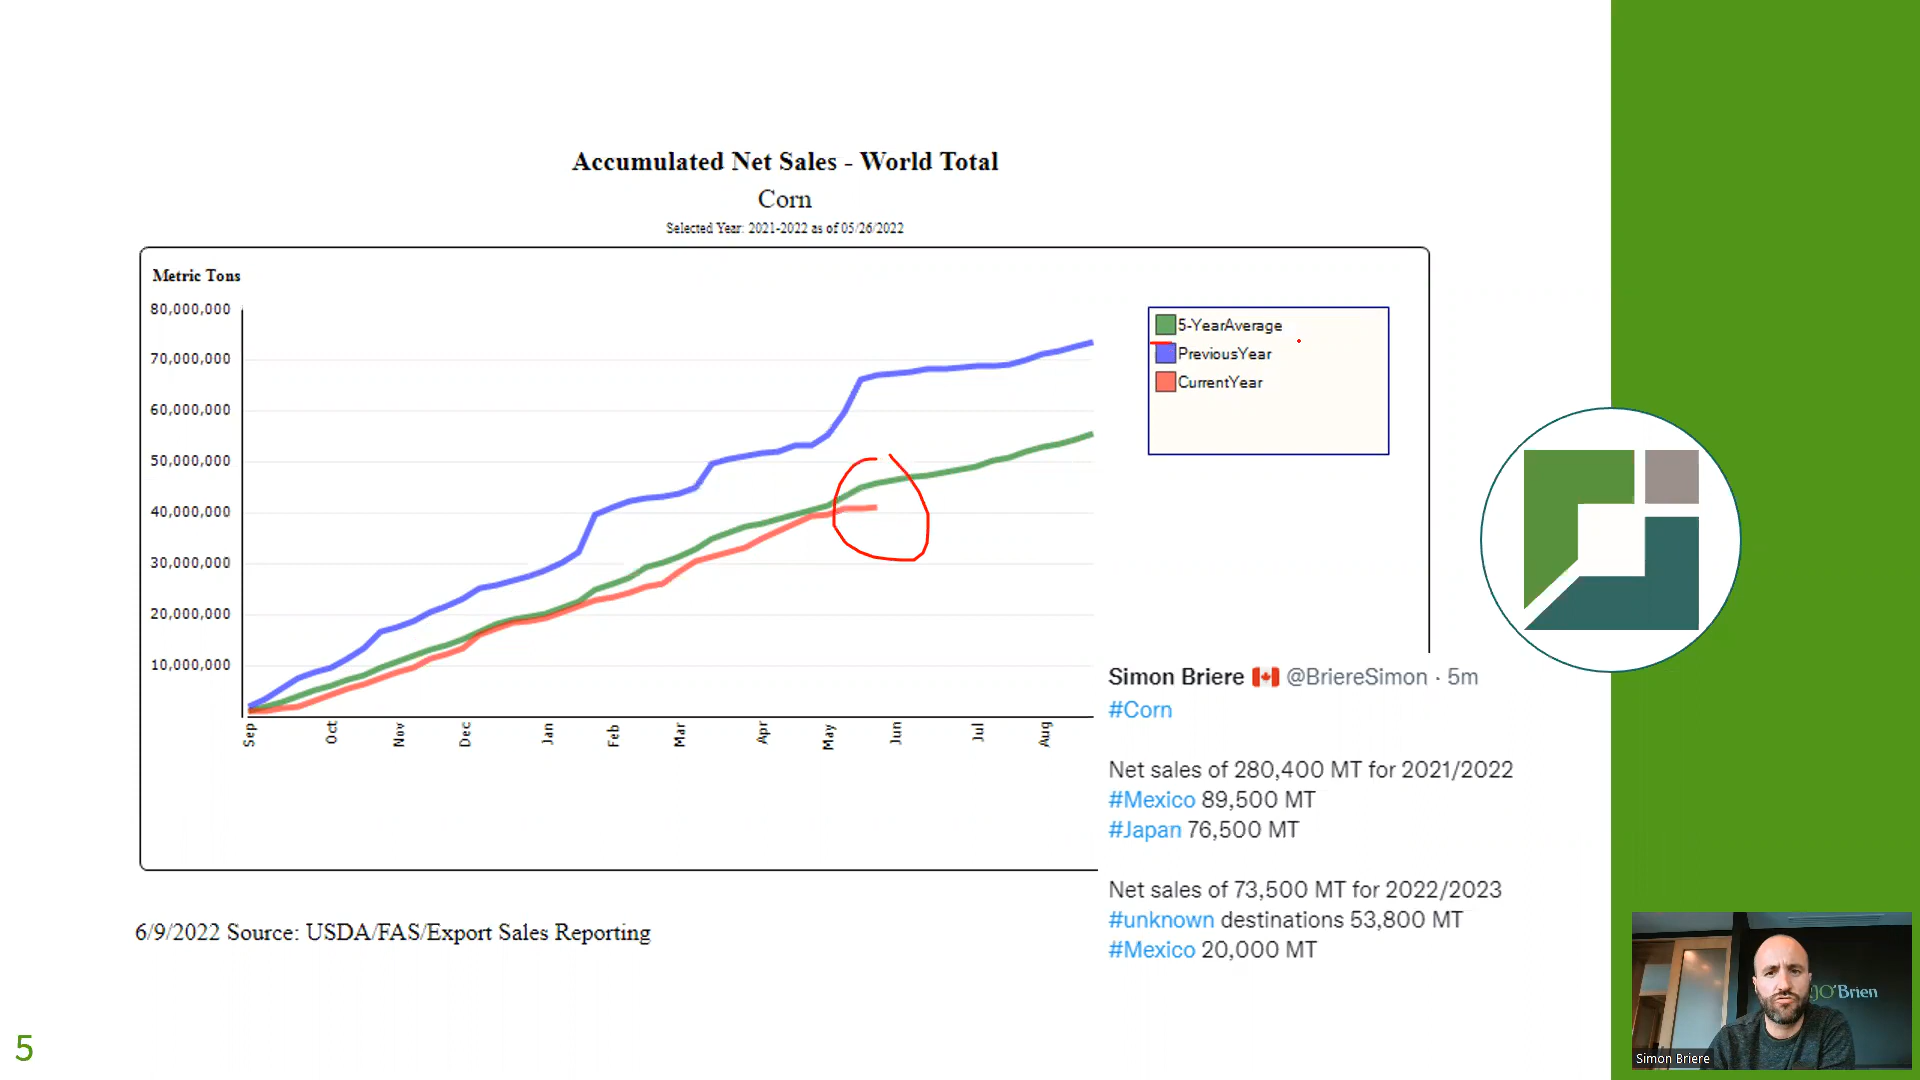 Accumulated Net Sales - World Total
Corn
Selected Year: 2021-2022 as of 05/26/2022
Metric Tons
80,000,000
70,000,000
60,000,000
50,000,000
40,000,000
30,000,000
20,000,000
10,000,000
Sep
Oct
Nov
Dec
Jan
Feb
Mar
Apr
May
Jun
Jul
Aug
5-YearAverage
PreviousYear
CurrentYear
Simon Briere @BriereSimon · 5m
#Corn
Net sales of 280,400 MT for 2021/2022
#Mexico 89,500 MT
#Japan 76,500 MT
Net sales of 73,500 MT for 2022/2023
#unknown destinations 53,800 MT
#Mexico 20,000 MT
6/9/2022 Source: USDA/FAS/Export Sales Reporting
5
JO'Brien
Simon Briere